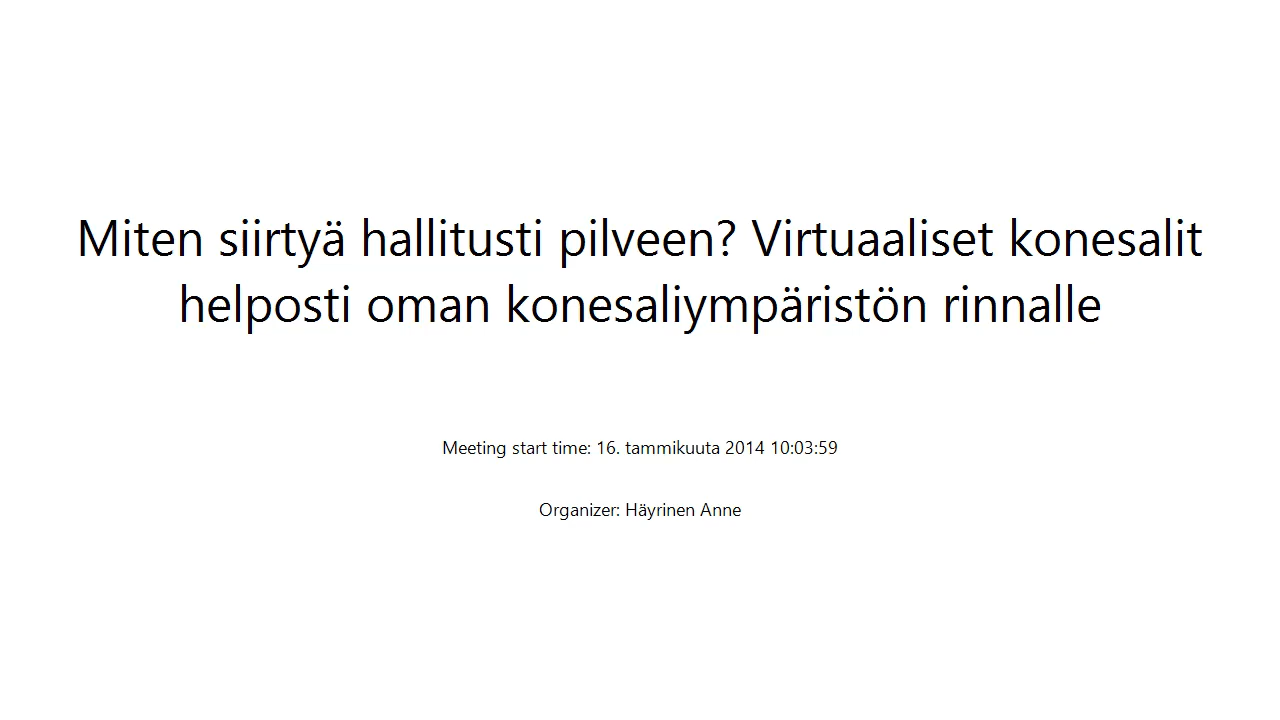 Miten siirtyä hallitusti pilveen? Virtuaaliset konesalit
helposti oman konesaliympäristön rinnalle
Meeting start time: 16. tammikuuta 2014 10:03:59
Organizer: Häyrinen Anne